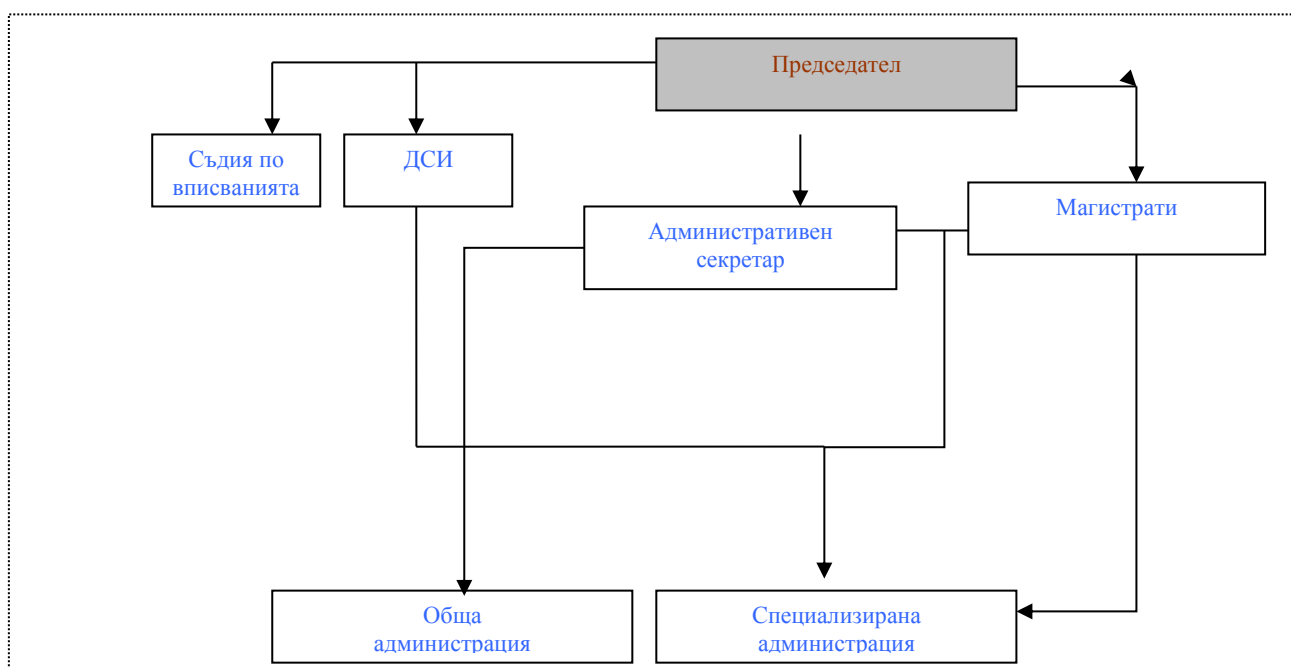 Председател
Съдия по
вписванията
ДСИ
Магистрати
Административен
секретар
Обща
администрация
Специализирана
администрация